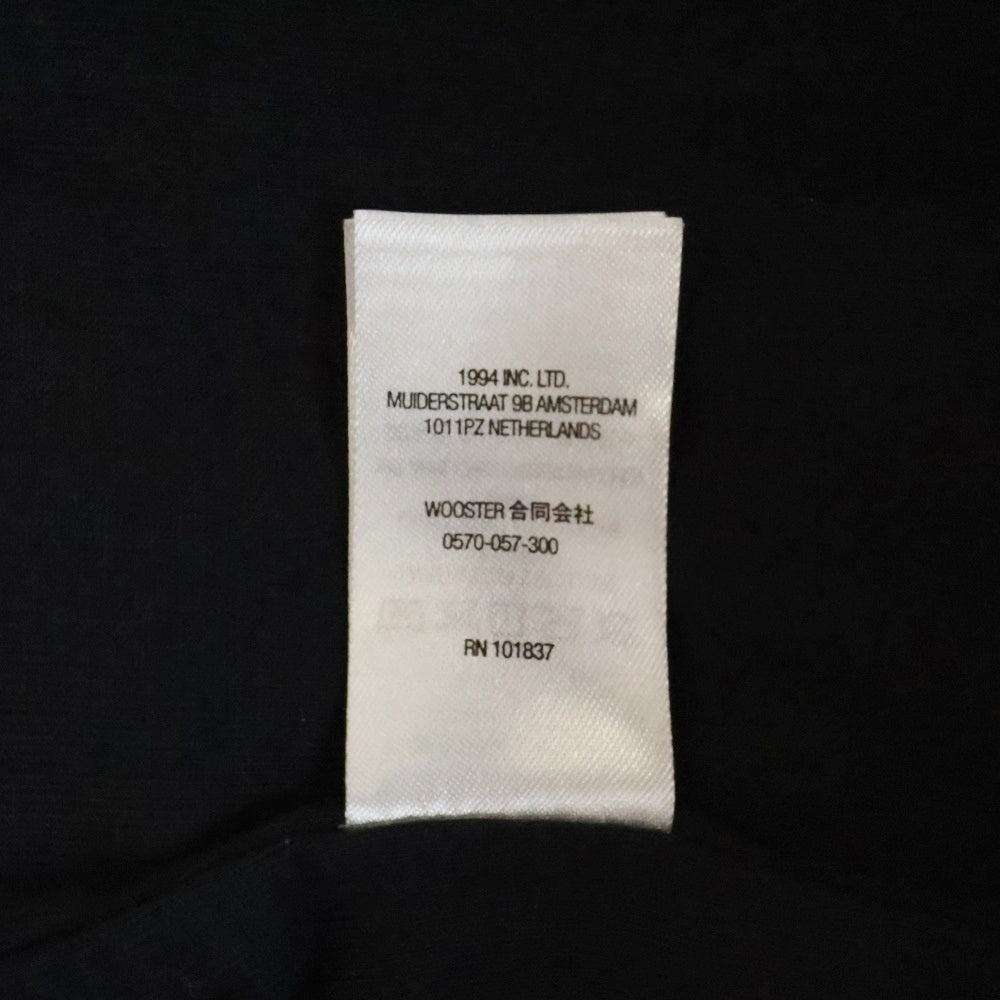 1994 INC. LTD.
MUIDERSTRAAT 9B AMSTERDAM
1011PZ NETHERLANDS
WOOSTER 合同会社
0570-057-300
RN 101837